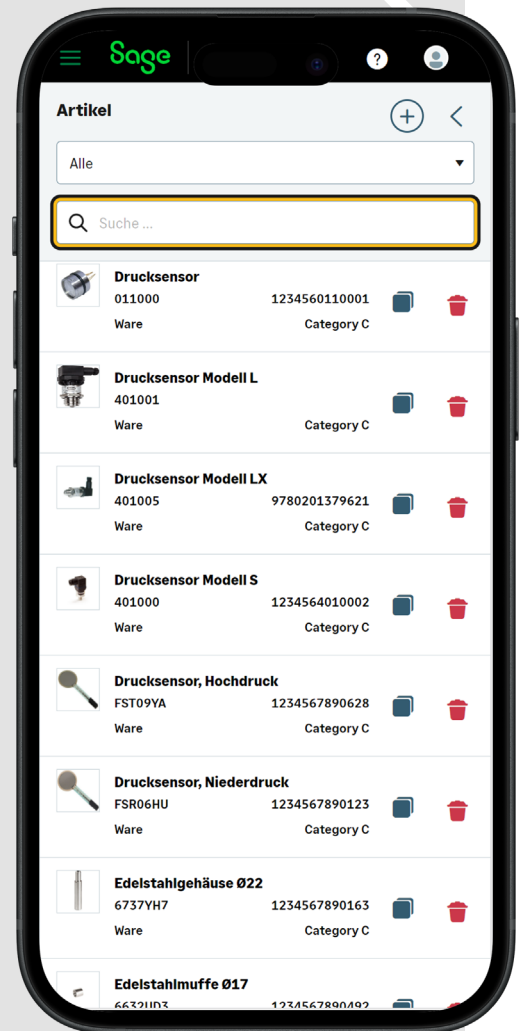 Sage
?
Artikel
Alle
Suche ...
Drucksensor
011000 1234560110001
Ware Category C
Drucksensor Modell L
401001
Ware Category C
Drucksensor Modell LX
401005 9780201379621
Ware Category C
Drucksensor Modell S
401000 1234564010002
Ware Category C
Drucksensor, Hochdruck
FST09YA 1234567890628
Ware Category C
Drucksensor, Niederdruck
FSR06HU 1234567890123
Ware Category C
Edelstahlgehäuse Ø22
6737YH7 1234567890163
Ware Category C
Edelstahlmuffe Ø17
6632UD3 1234567890492